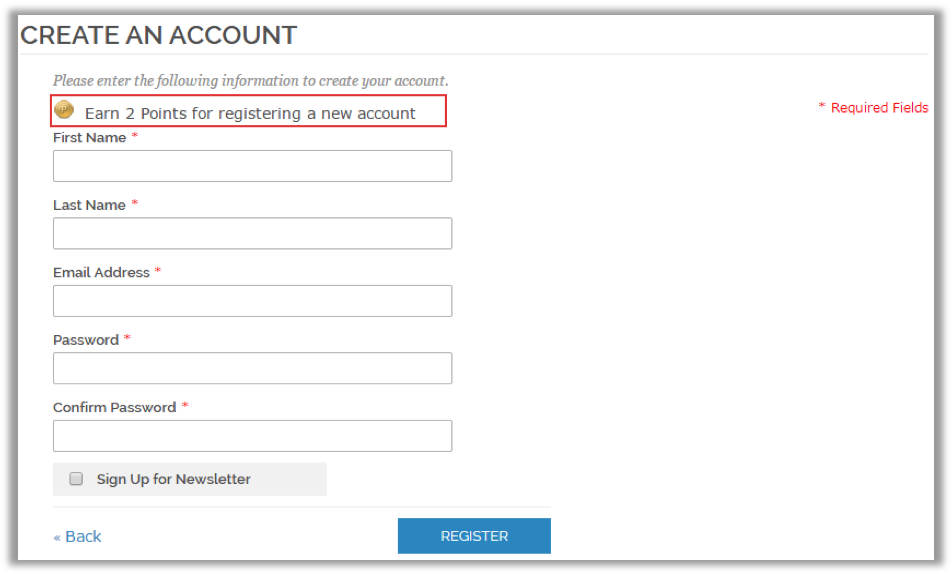 CREATE AN ACCOUNT
Please enter the following information to create your account.
P Earn 2 Points for registering a new account
* Required Fields
First Name *
Last Name *
Email Address *
Password *
Confirm Password *
Sign Up for Newsletter
« Back
REGISTER